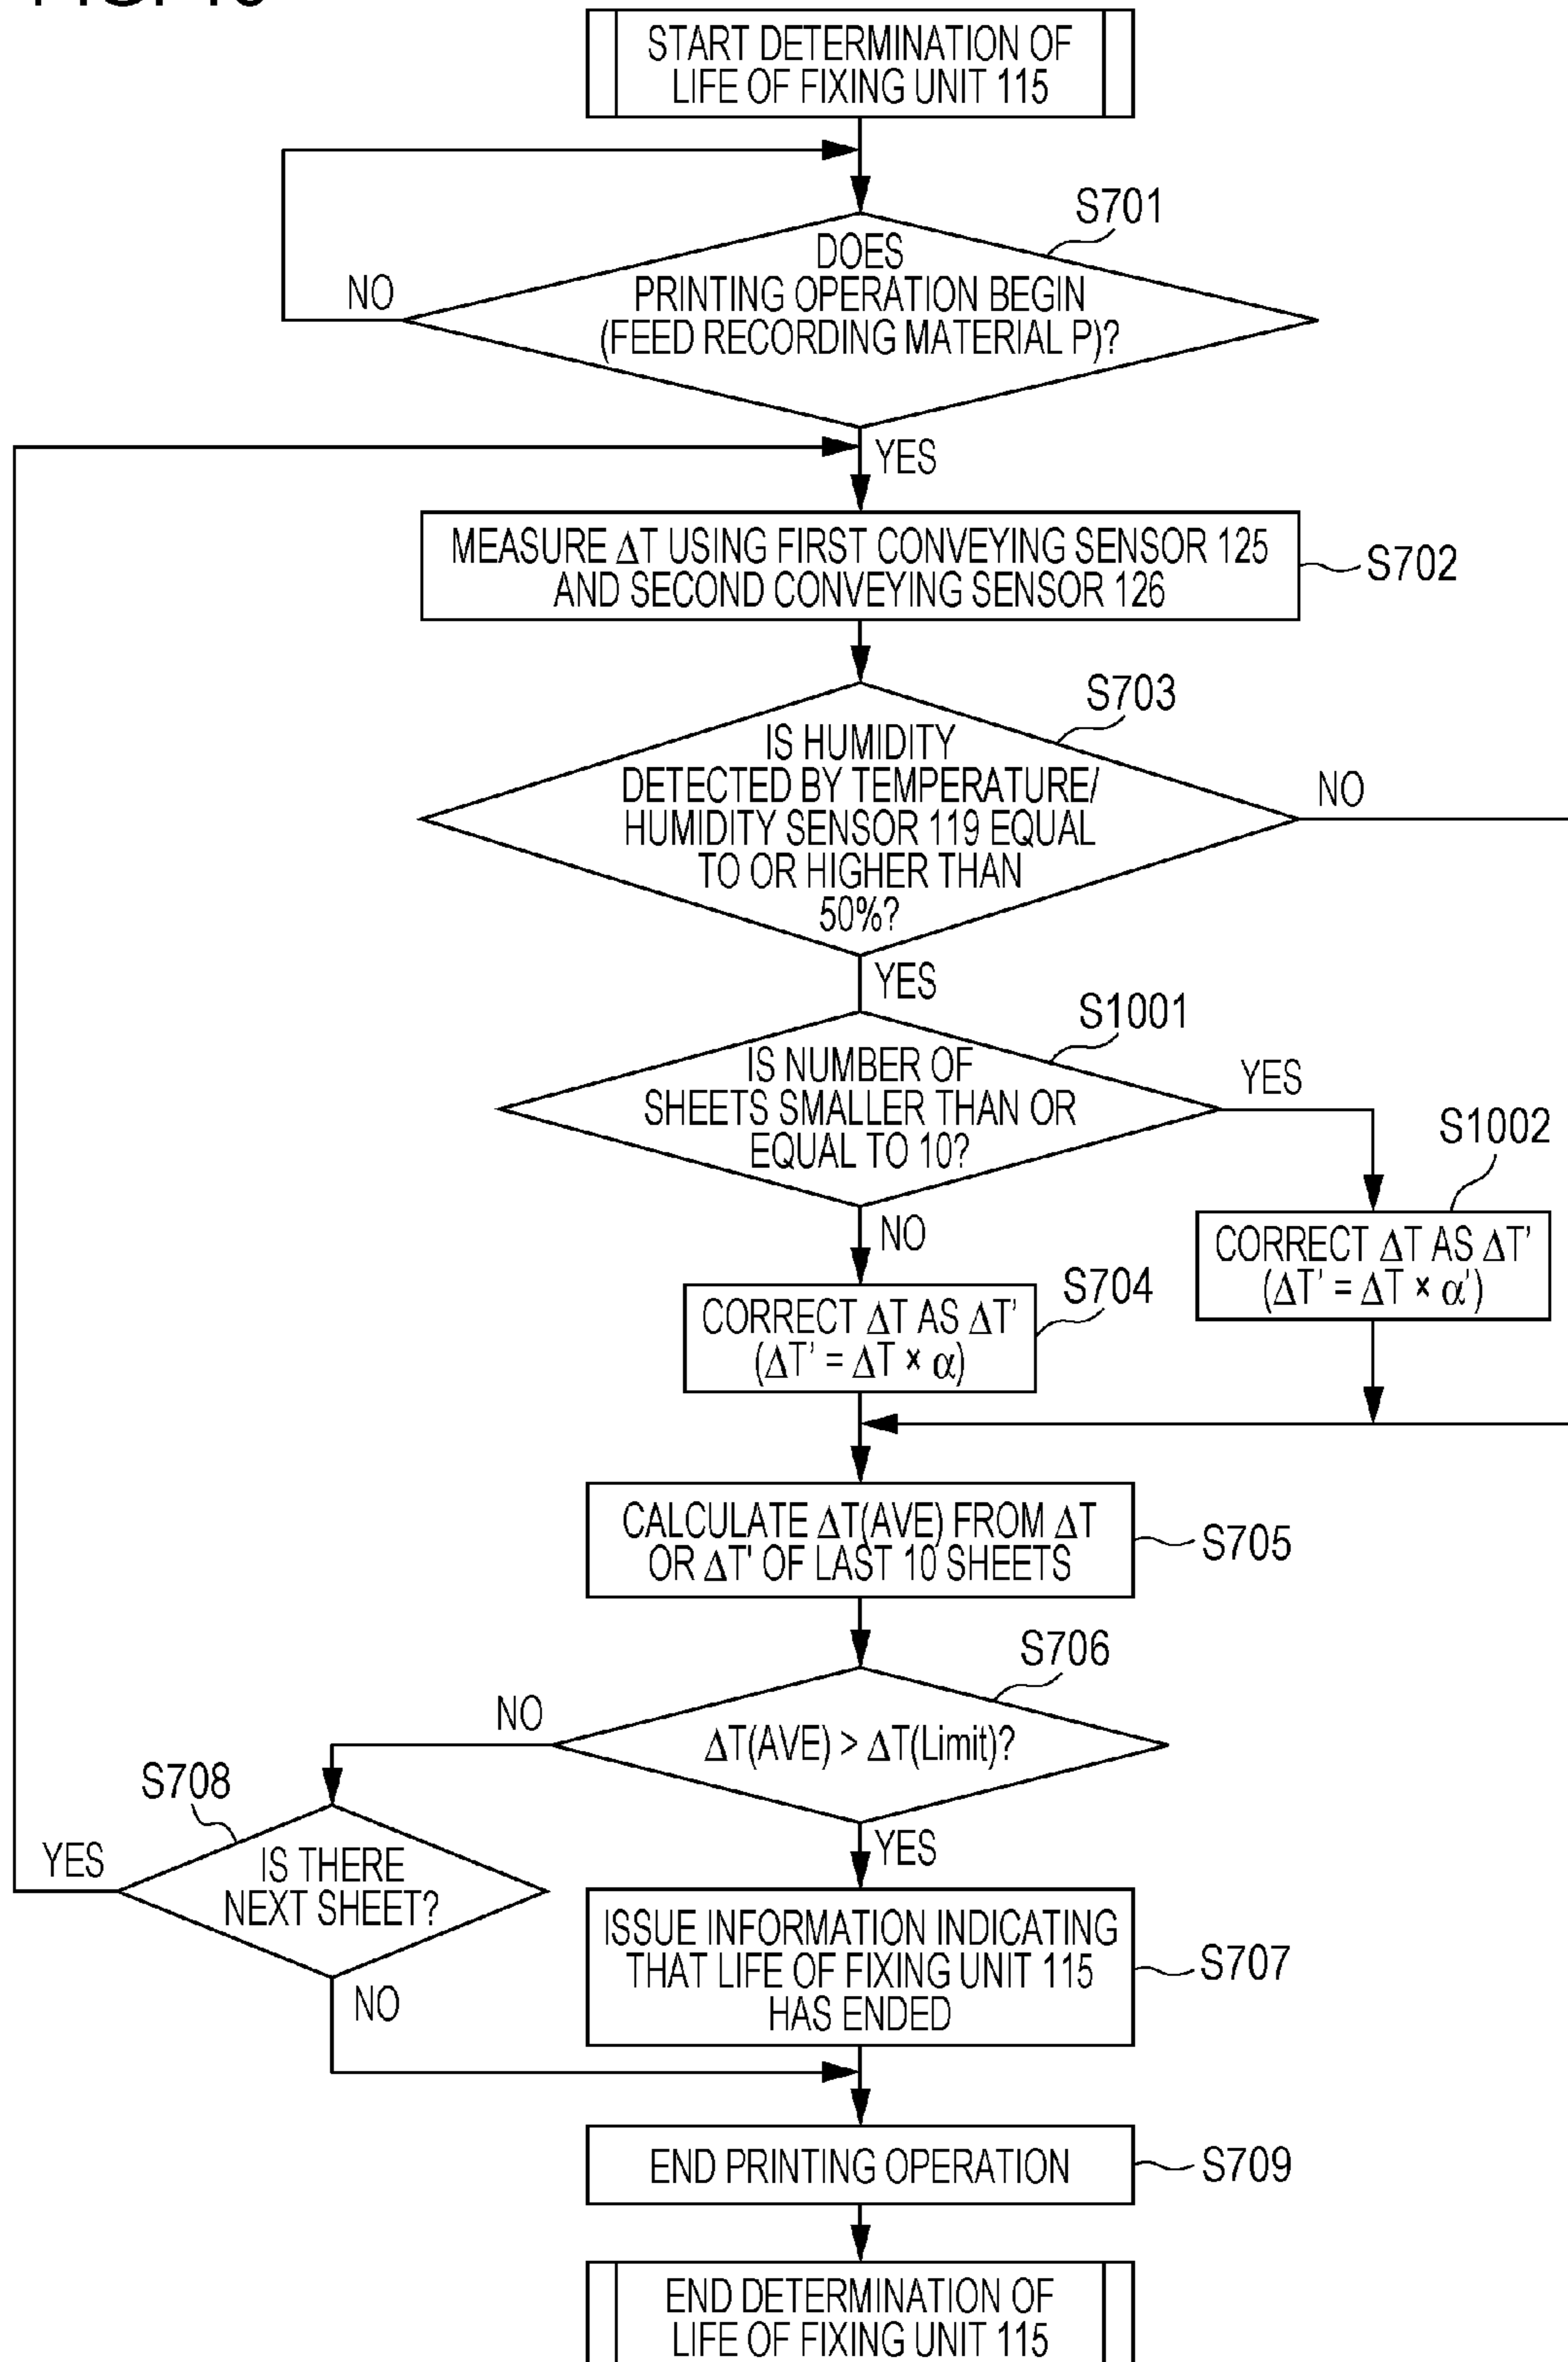 START DETERMINATION OF
LIFE OF FIXING UNIT 115
S701
DOES
PRINTING OPERATION BEGIN
(FEED RECORDING MATERIAL P)?
NO
YES
MEASURE ΔT USING FIRST CONVEYING SENSOR 125
AND SECOND CONVEYING SENSOR 126
S702
S703
IS HUMIDITY
DETECTED BY TEMPERATURE/
HUMIDITY SENSOR 119 EQUAL
TO OR HIGHER THAN
50%?
NO
YES
S1001
IS NUMBER OF
SHEETS SMALLER THAN OR
EQUAL TO 10?
YES
S1002
NO
CORRECT ΔT AS ΔT'
(ΔT' = ΔT × α')
S704
CORRECT ΔT AS ΔT'
(ΔT' = ΔT × α)
CALCULATE ΔT(AVE) FROM ΔT
OR ΔT' OF LAST 10 SHEETS
S705
S706
NO
ΔT(AVE) > ΔT(Limit)?
S708
YES
YES
IS THERE
NEXT SHEET?
ISSUE INFORMATION INDICATING
THAT LIFE OF FIXING UNIT 115
HAS ENDED
S707
NO
END PRINTING OPERATION
S709
END DETERMINATION OF
LIFE OF FIXING UNIT 115